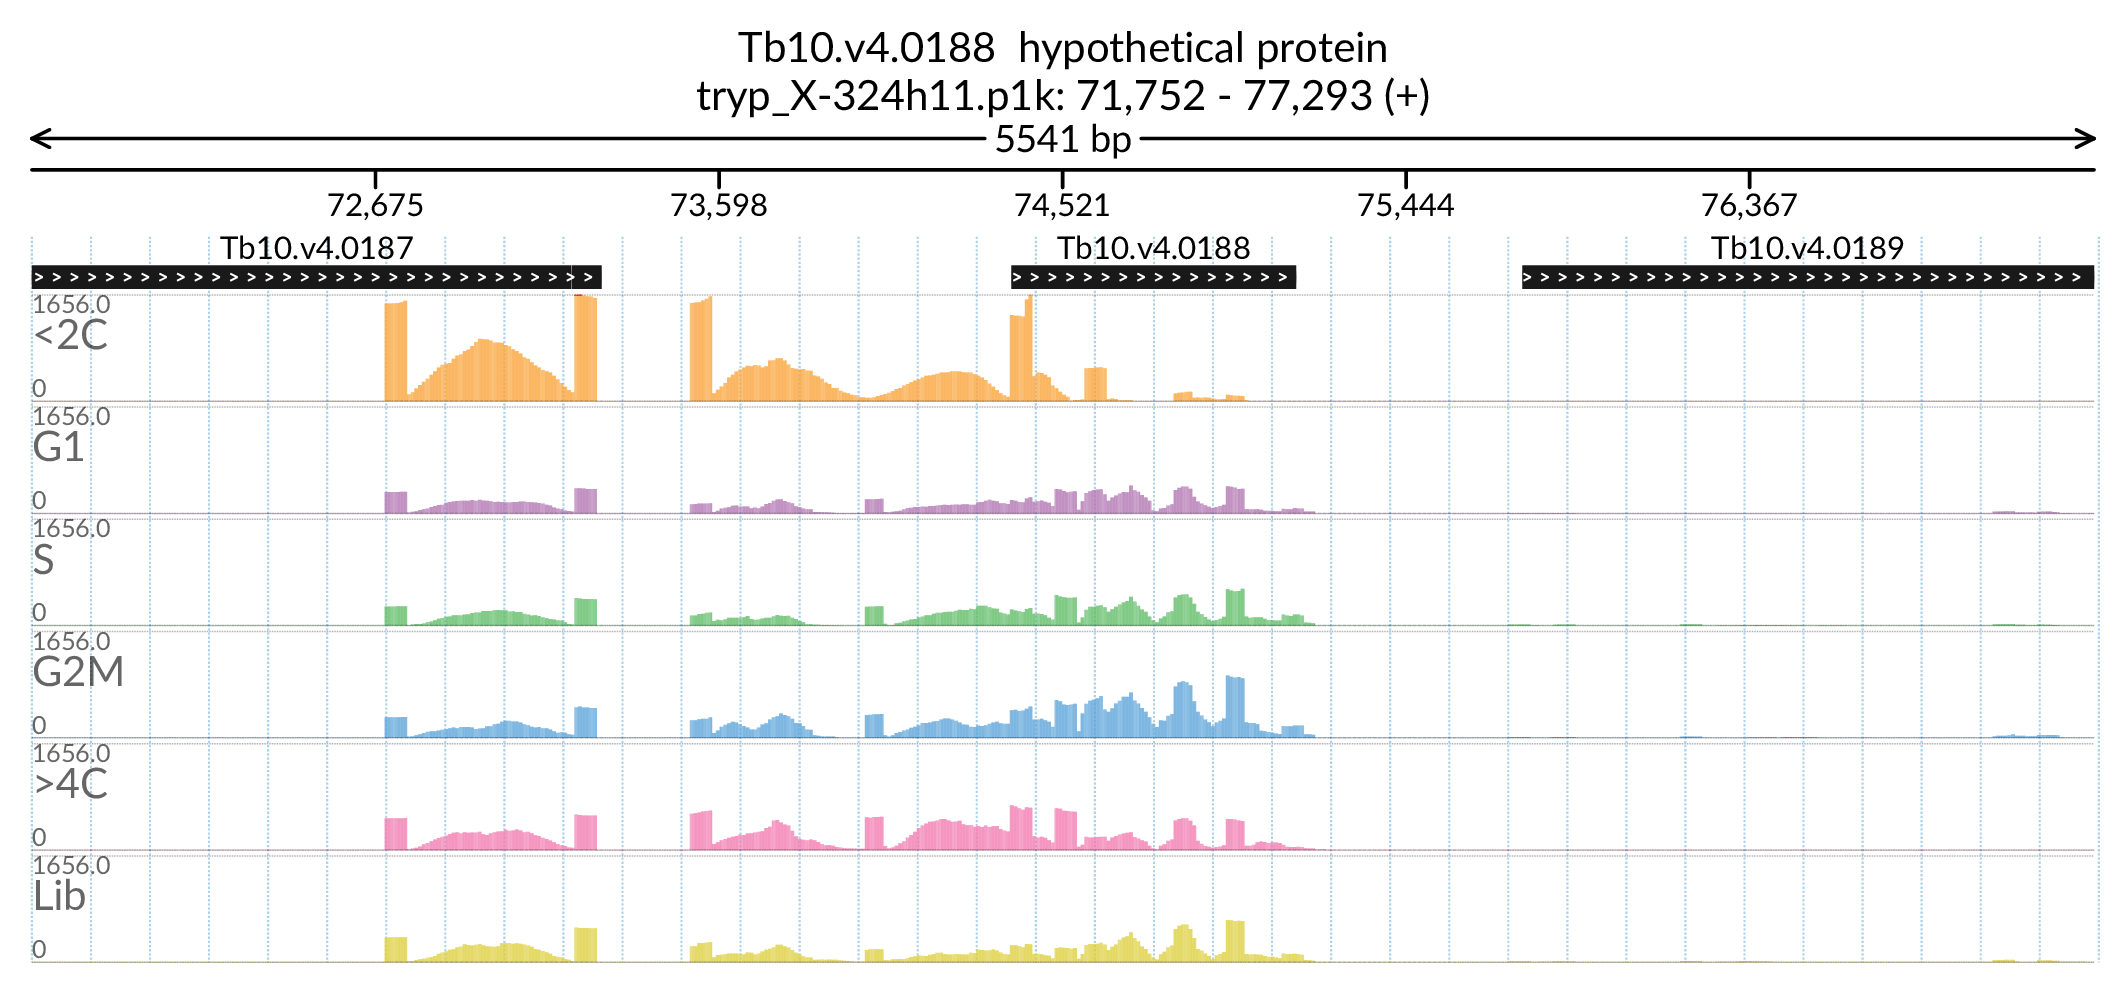 Tb10.v4.0188  hypothetical protein
tryp_X-324h11.p1k: 71,752 - 77,293 (+)
5541 bp
72,675 73,598 74,521 75,444 76,367
Tb10.v4.0187 Tb10.v4.0188 Tb10.v4.0189
1656.0
<2C
0
1656.0
G1
0
1656.0
S
0
1656.0
G2M
0
1656.0
>4C
0
1656.0
Lib
0